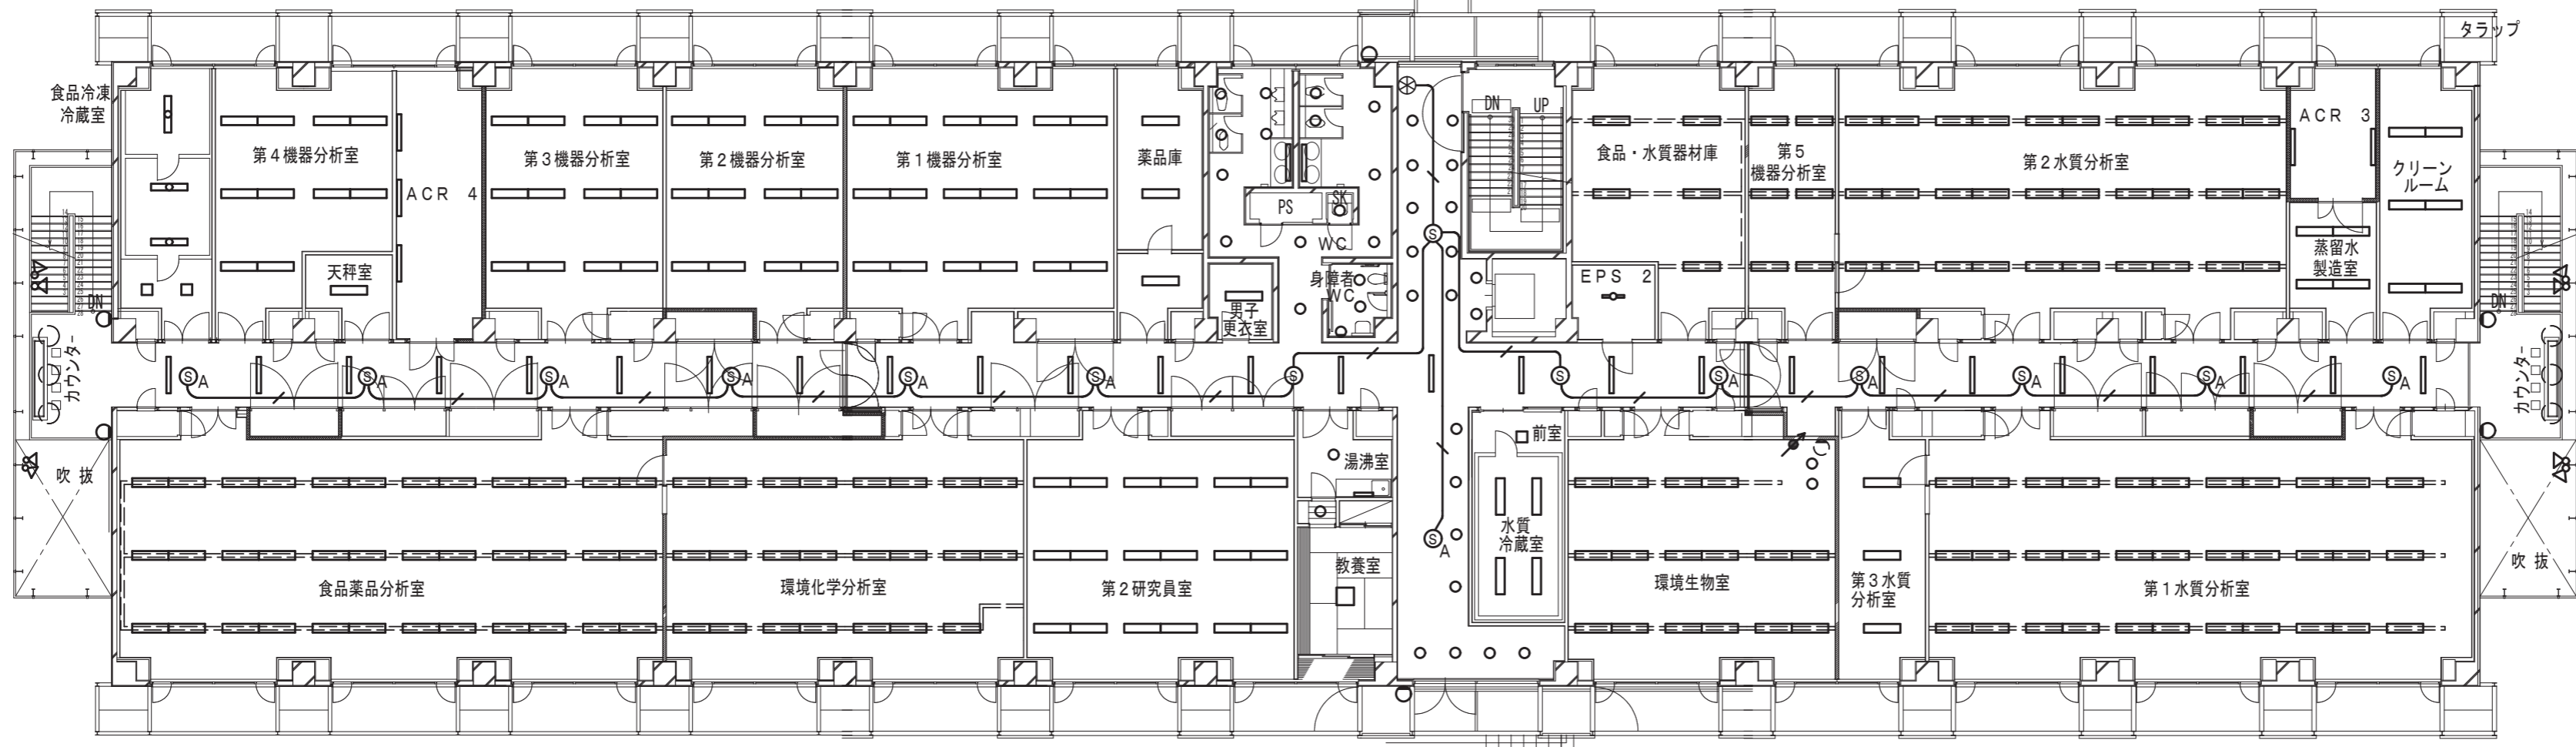 タラップ
食品冷凍
冷蔵室
第4機器分析室
ACR 4
第3機器分析室
第2機器分析室
第1機器分析室
薬品庫
PS
SK
WC
DN
UP
食品・水質器材庫
第5
機器分析室
第2水質分析室
ACR 3
クリーン
ルーム
天秤室
男子
更衣室
身障者
WC
EPS 2
蒸留水
製造室
DN
DN
カウンター
S
A
S
A
S
A
S
A
S
A
S
A
S
S
S
S
A
S
A
S
A
S
A
S
A
カウンター
吹抜
食品薬品分析室
環境化学分析室
第2研究員室
湯沸室
教養室
S
A
前室
水質
冷蔵室
環境生物室
第3水質
分析室
第1水質分析室
吹抜